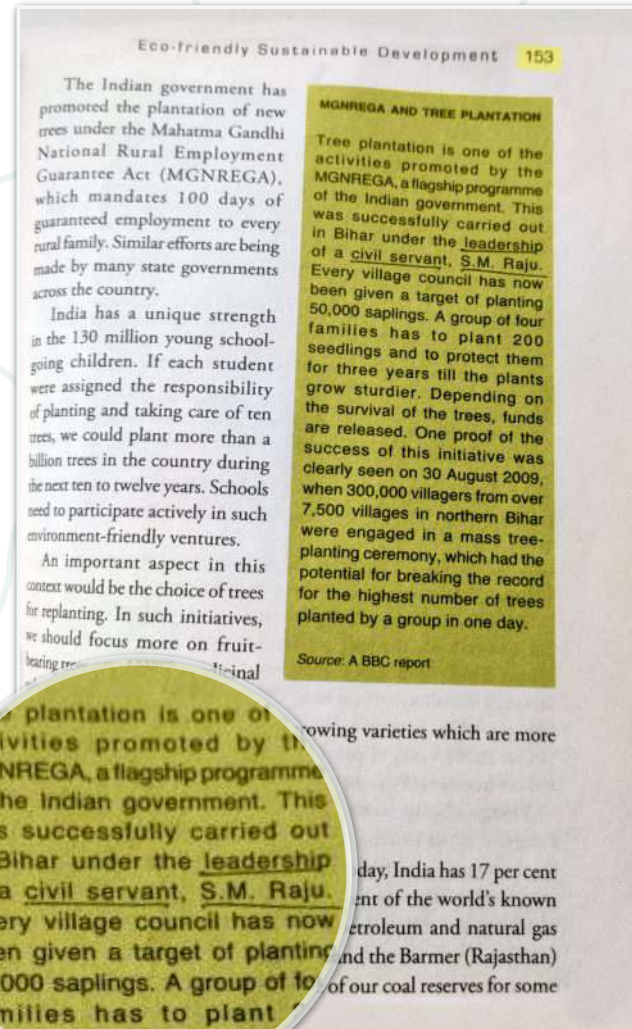 Eco-friendly Sustainable Development 153
The Indian government has
promoted the plantation of new
trees under the Mahatma Gandhi
National Rural Employment
Guarantee Act (MGNREGA),
which mandates 100 days of
guaranteed employment to every
rural family. Similar efforts are being
made by many state governments
across the country.
India has a unique strength
in the 130 million young school-
going children. If each student
were assigned the responsibility
of planting and taking care of ten
trees, we could plant more than a
billion trees in the country during
the next ten to twelve years. Schools
need to participate actively in such
environment-friendly ventures.
An important aspect in this
context would be the choice of trees
for replanting. In such initiatives,
we should focus more on fruit-
bearing
MGNREGA AND TREE PLANTATION
Tree plantation is one of the
activities promoted by the
MGNREGA, a flagship programme
of the Indian government. This
was successfully carried out
in Bihar under the leadership
of a civil servant, S.M. Raju.
Every village council has now
been given a target of planting
50,000 saplings. A group of four
families has to plant 200
seedlings and to protect them
for three years till the plants
grow sturdier. Depending on
the survival of the trees, funds
are released. One proof of the
success of this initiative was
clearly seen on 30 August 2009,
when 300,000 villagers from over
7,500 villages in northern Bihar
were engaged in a mass tree-
planting ceremony, which had the
potential for breaking the record
for the highest number of trees
planted by a group in one day.
Source: A BBC report
rowing varieties which are more
day, India has 17 per cent
ent of the world's known
etroleum and natural gas
nd the Barmer (Rajasthan)
of our coal reserves for some
plantation is one of
ivities promoted by th
NREGA, a flagship programme
he Indian government. This
s successfully carried out
Bihar under the leadership
a civil servant, S.M. Raju.
ery village council has now
en given a target of planting
000 saplings. A group of fo
milies has to plant